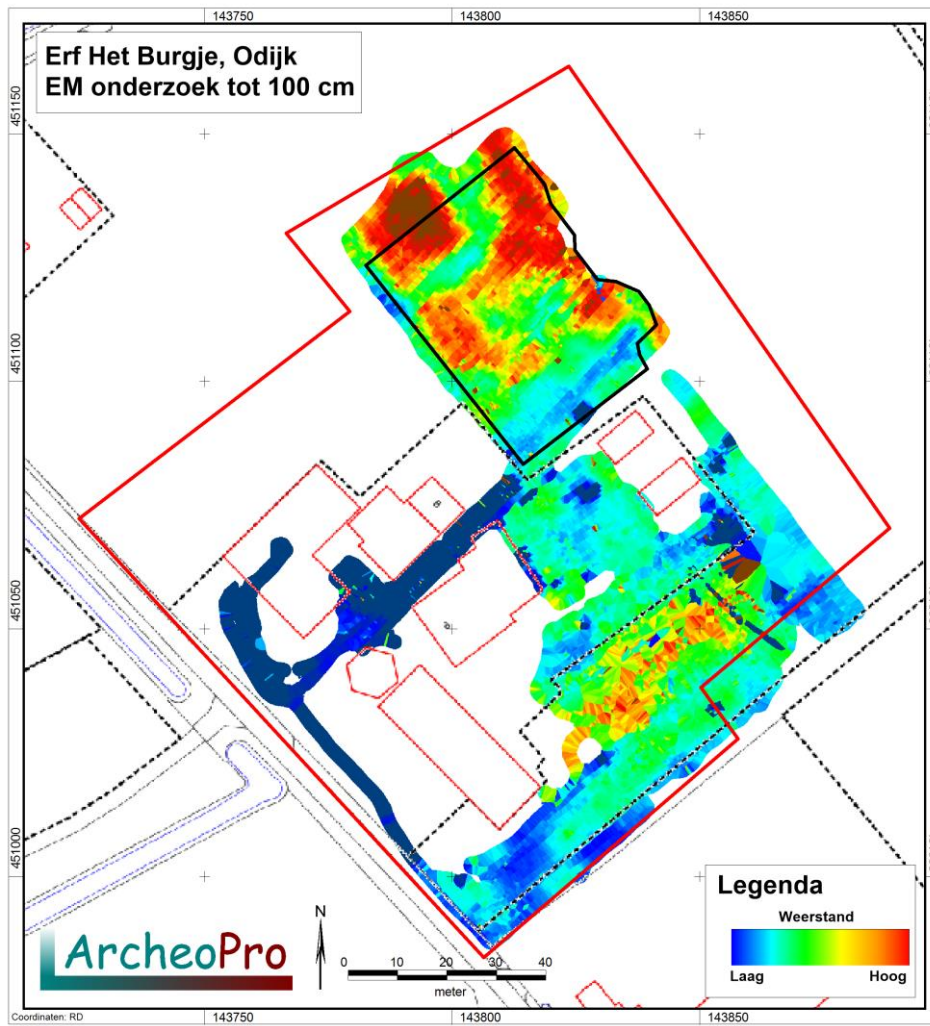 143750
143800
143850
Erf Het Burgje, Odijk
EM onderzoek tot 100 cm
451150
451100
451050
451000
Legenda
Weerstand
Laag
Hoog
ArcheoPro
N
0
10
20
30
40
meter
Coordinaten: RD
143750
143800
143850